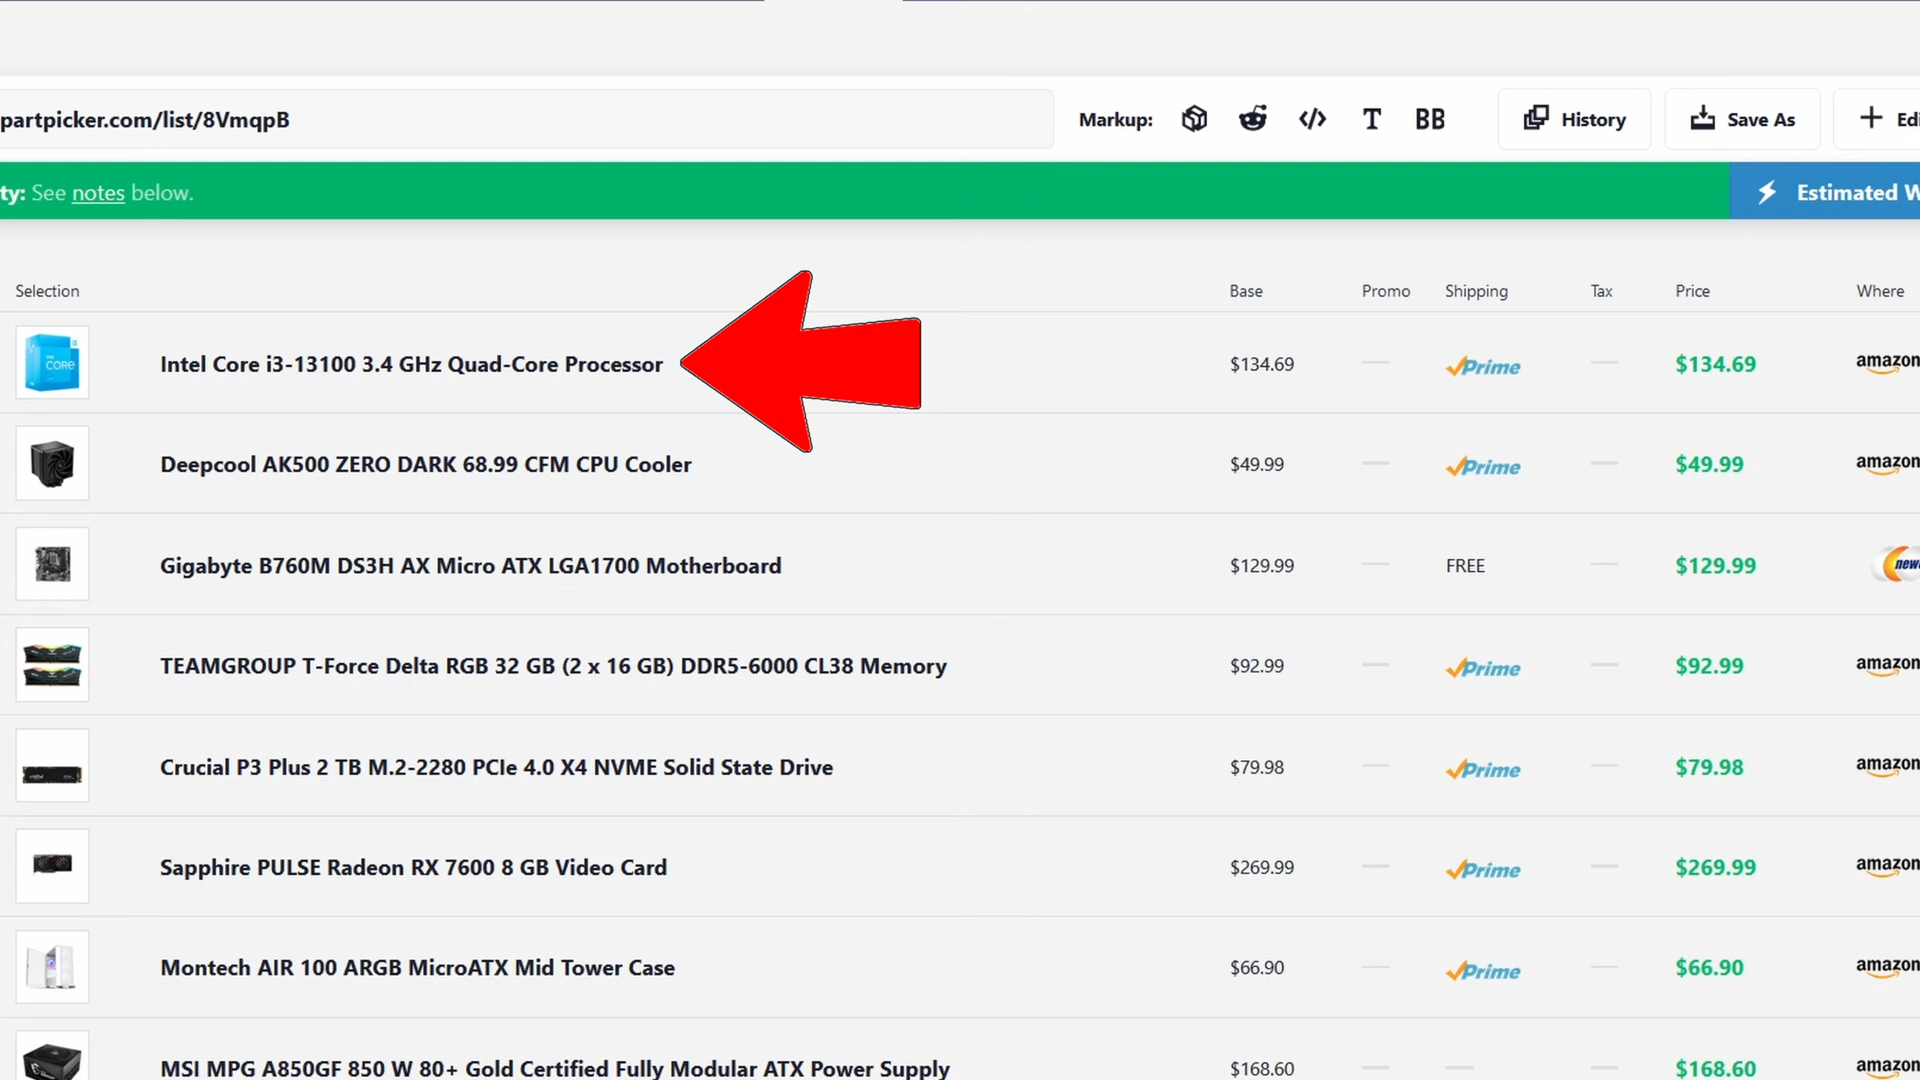 partpicker.com/list/8VmqpB
Markup:
T
BB
History
Save As
Edi
ty: See notes below.
Estimated W
Selection Base Promo Shipping Tax Price Where
Intel Core i3-13100 3.4 GHz Quad-Core Processor $134.69 Prime $134.69 amazon
Deepcool AK500 ZERO DARK 68.99 CFM CPU Cooler $49.99 Prime $49.99 amazon
Gigabyte B760M DS3H AX Micro ATX LGA1700 Motherboard $129.99 FREE $129.99 newe
TEAMGROUP T-Force Delta RGB 32 GB (2 x 16 GB) DDR5-6000 CL38 Memory $92.99 Prime $92.99 amazon
Crucial P3 Plus 2 TB M.2-2280 PCIe 4.0 X4 NVME Solid State Drive $79.98 Prime $79.98 amazon
Sapphire PULSE Radeon RX 7600 8 GB Video Card $269.99 Prime $269.99 amazon
Montech AIR 100 ARGB MicroATX Mid Tower Case $66.90 Prime $66.90 amazon
MSI MPG A850GF 850 W 80+ Gold Certified Fully Modular ATX Power Supply $168.60 $168.60 amazon